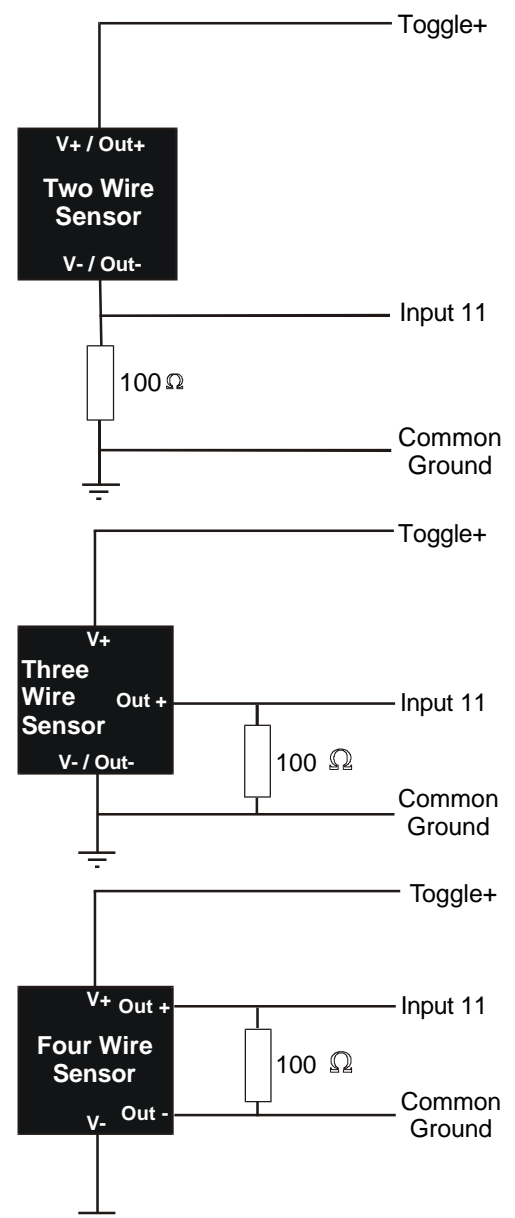 Toggle+
V+ / Out+
Two Wire
Sensor
V- / Out-
Input 11
100 Ω
Common
Ground
Toggle+
V+
Three
Wire
Sensor
Out +
Input 11
V- / Out-
100 Ω
Common
Ground
Toggle+
V+
Out +
Input 11
Four Wire
Sensor
100 Ω
Out -
V-
Common
Ground